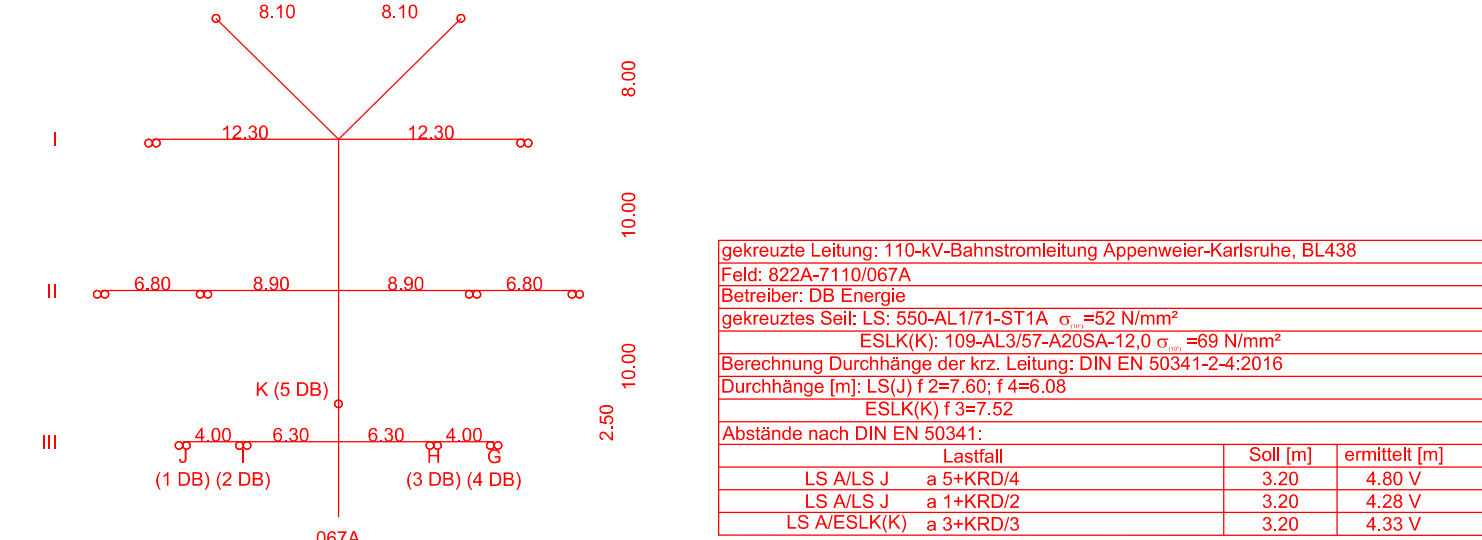 8.10 8.10
8.00
I 12.30 12.30
10.00
II 6.80 8.90 8.90 6.80
10.00
K (5 DB)
2.50
III 4.00 6.30 6.30 4.00
J I H G
(1 DB) (2 DB) (3 DB) (4 DB)
067A
gekreuzte Leitung: 110-kV-Bahnstromleitung Appenweier-Karlsruhe, BL438
Feld: 822A-7110/067A
Betreiber: DB Energie
gekreuztes Seil: LS: 550-AL1/71-ST1A σ(10°)=52 N/mm²
ESLK(K): 109-AL3/57-A20SA-12,0 σ(10°)=69 N/mm²
Berechnung Durchhänge der krz. Leitung: DIN EN 50341-2-4:2016
Durchhänge [m]: LS(J) f 2=7.60; f 4=6.08
ESLK(K) f 3=7.52
Abstände nach DIN EN 50341:
Lastfall Soll [m] ermittelt [m]
LS A/LS J a 5+KRD/4 3.20 4.80 V
LS A/LS J a 1+KRD/2 3.20 4.28 V
LS A/ESLK(K) a 3+KRD/3 3.20 4.33 V